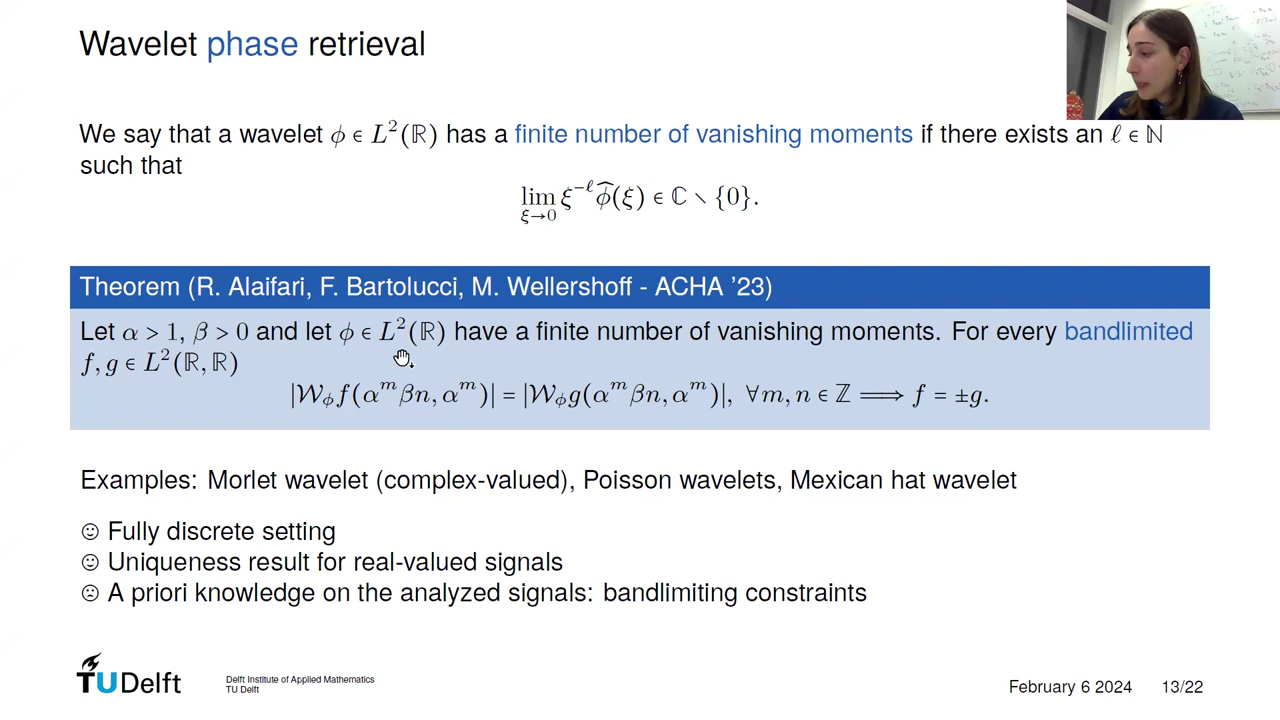 Wavelet phase retrieval
We say that a wavelet ϕ ∈ L²(ℝ) has a finite number of vanishing moments if there exists an ℓ ∈ ℕ
such that
lim_{ξ→0} ξ^{−ℓ} ϕ̂(ξ) ∈ ℂ ∖ {0}.
Theorem (R. Alaifari, F. Bartolucci, M. Wellershoff - ACHA '23)
Let α > 1, β > 0 and let ϕ ∈ L²(ℝ) have a finite number of vanishing moments. For every bandlimited
f, g ∈ L²(ℝ, ℝ)
|𝒲_ϕ f(α^m βn, α^m)| = |𝒲_ϕ g(α^m βn, α^m)|, ∀m, n ∈ ℤ ⟹ f = ±g.
Examples: Morlet wavelet (complex-valued), Poisson wavelets, Mexican hat wavelet
☺ Fully discrete setting
☺ Uniqueness result for real-valued signals
☹ A priori knowledge on the analyzed signals: bandlimiting constraints
TU Delft
Delft Institute of Applied Mathematics
TU Delft
February 6 2024 13/22